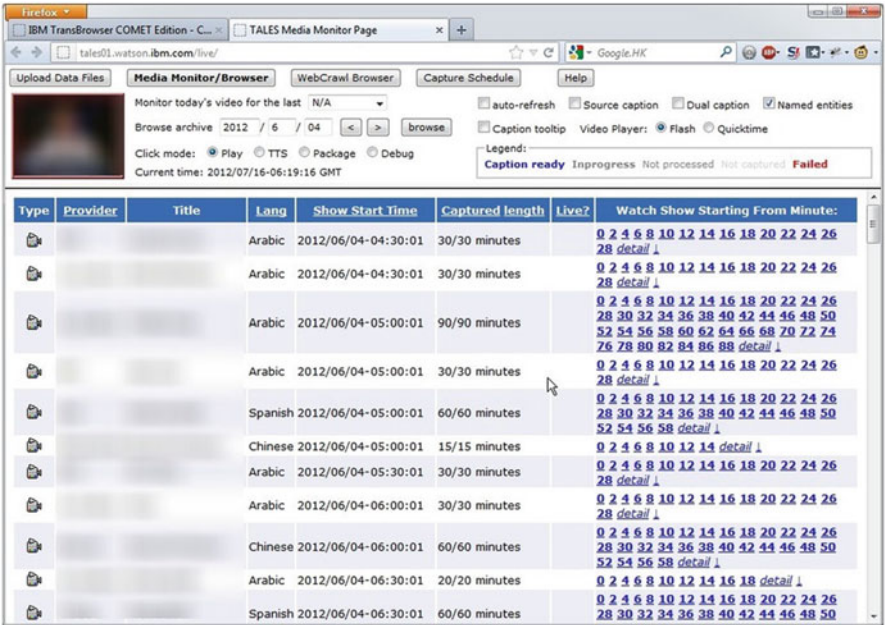 Firefox
IBM TransBrowser COMET Edition - C... × TALES Media Monitor Page × +
tales01.watson.ibm.com/live/ Google.HK
Upload Data Files Media Monitor/Browser WebCrawl Browser Capture Schedule Help
Monitor today's video for the last N/A auto-refresh Source caption Dual caption Named entities
Browse archive 2012 / 6 / 04 < > browse Caption tooltip Video Player: Flash Quicktime
Click mode: Play TTS Package Debug Legend:
Caption ready Inprogress Not processed Not captured Failed
Current time: 2012/07/16-06:19:16 GMT
Type Provider Title Lang Show Start Time Captured length Live? Watch Show Starting From Minute:
Arabic 2012/06/04-04:30:01 30/30 minutes 0 2 4 6 8 10 12 14 16 18 20 22 24 26
28 detail ↓
Arabic 2012/06/04-04:30:01 30/30 minutes 0 2 4 6 8 10 12 14 16 18 20 22 24 26
28 detail ↓
Arabic 2012/06/04-05:00:01 90/90 minutes 0 2 4 6 8 10 12 14 16 18 20 22 24 26
28 30 32 34 36 38 40 42 44 46 48 50
52 54 56 58 60 62 64 66 68 70 72 74
76 78 80 82 84 86 88 detail ↓
Arabic 2012/06/04-05:00:01 30/30 minutes 0 2 4 6 8 10 12 14 16 18 20 22 24 26
28 detail ↓
Spanish 2012/06/04-05:00:01 60/60 minutes 0 2 4 6 8 10 12 14 16 18 20 22 24 26
28 30 32 34 36 38 40 42 44 46 48 50
52 54 56 58 detail ↓
Chinese 2012/06/04-05:00:01 15/15 minutes 0 2 4 6 8 10 12 14 detail ↓
Arabic 2012/06/04-05:30:01 30/30 minutes 0 2 4 6 8 10 12 14 16 18 20 22 24 26
28 detail ↓
Arabic 2012/06/04-06:00:01 30/30 minutes 0 2 4 6 8 10 12 14 16 18 20 22 24 26
28 detail ↓
Chinese 2012/06/04-06:00:01 60/60 minutes 0 2 4 6 8 10 12 14 16 18 20 22 24 26
28 30 32 34 36 38 40 42 44 46 48 50
52 54 56 58 detail ↓
Arabic 2012/06/04-06:30:01 20/20 minutes 0 2 4 6 8 10 12 14 16 18 detail ↓
Spanish 2012/06/04-06:30:01 60/60 minutes 0 2 4 6 8 10 12 14 16 18 20 22 24 26
28 30 32 34 36 38 40 42 44 46 48 50